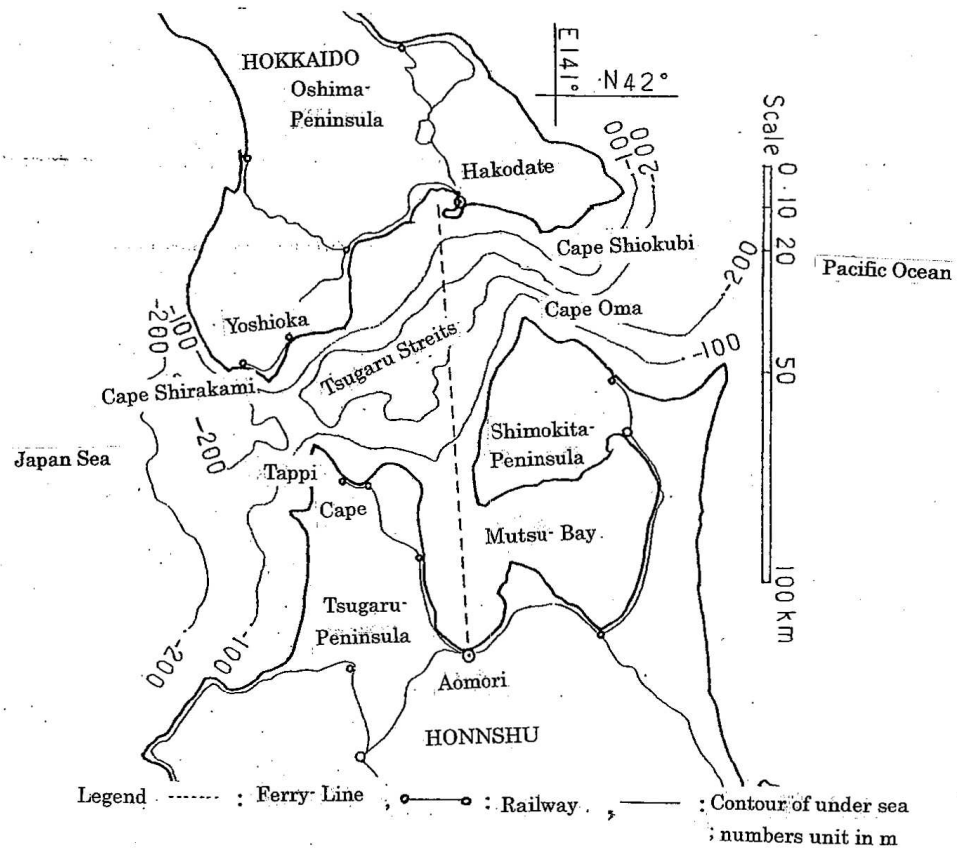 HOKKAIDO
Oshima-
Peninsula
E 141°
N42°
Scale
0
10
20
50
100 km
100
200
Hakodate
Cape Shiokubi
-200
Pacific Ocean
Cape Oma
-100
-100
-200
Yoshioka
Tsugaru Streits
Cape Shirakami
-200
Japan Sea
Tappi
Cape
Shimokita-
Peninsula
Mutsu- Bay
Tsugaru-
Peninsula
-100
-200
Aomori
HONNSHU
Legend ------ : Ferry- Line ; : Railway , : Contour of under sea
; numbers unit in m